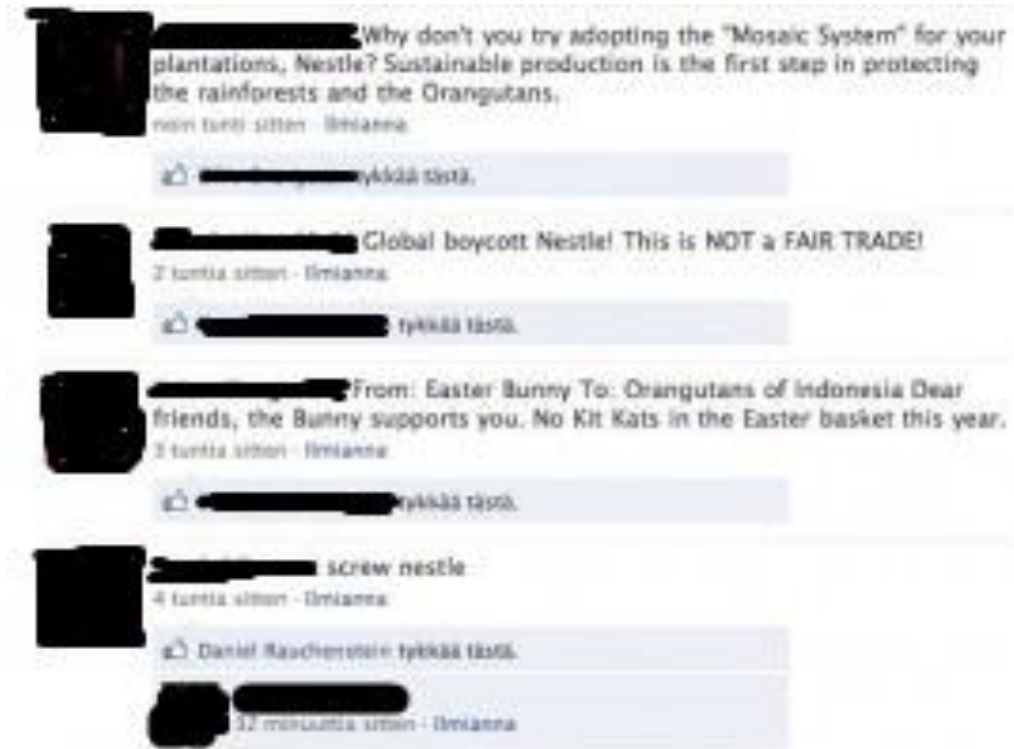 Why don't you try adopting the "Mosaic System" for your
plantations, Nestle? Sustainable production is the first step in protecting
the rainforests and the Orangutans.
noin tunti sitten · Ilmianna
tykkää tästä.
Global boycott Nestle! This is NOT a FAIR TRADE!
2 tuntia sitten · Ilmianna
tykkää tästä.
From: Easter Bunny To: Orangutans of Indonesia Dear
friends, the Bunny supports you. No Kit Kats in the Easter basket this year.
3 tuntia sitten · Ilmianna
tykkää tästä.
screw nestle
4 tuntia sitten · Ilmianna
Daniel Rauchenstein tykkää tästä.
minuuttia sitten · Ilmianna